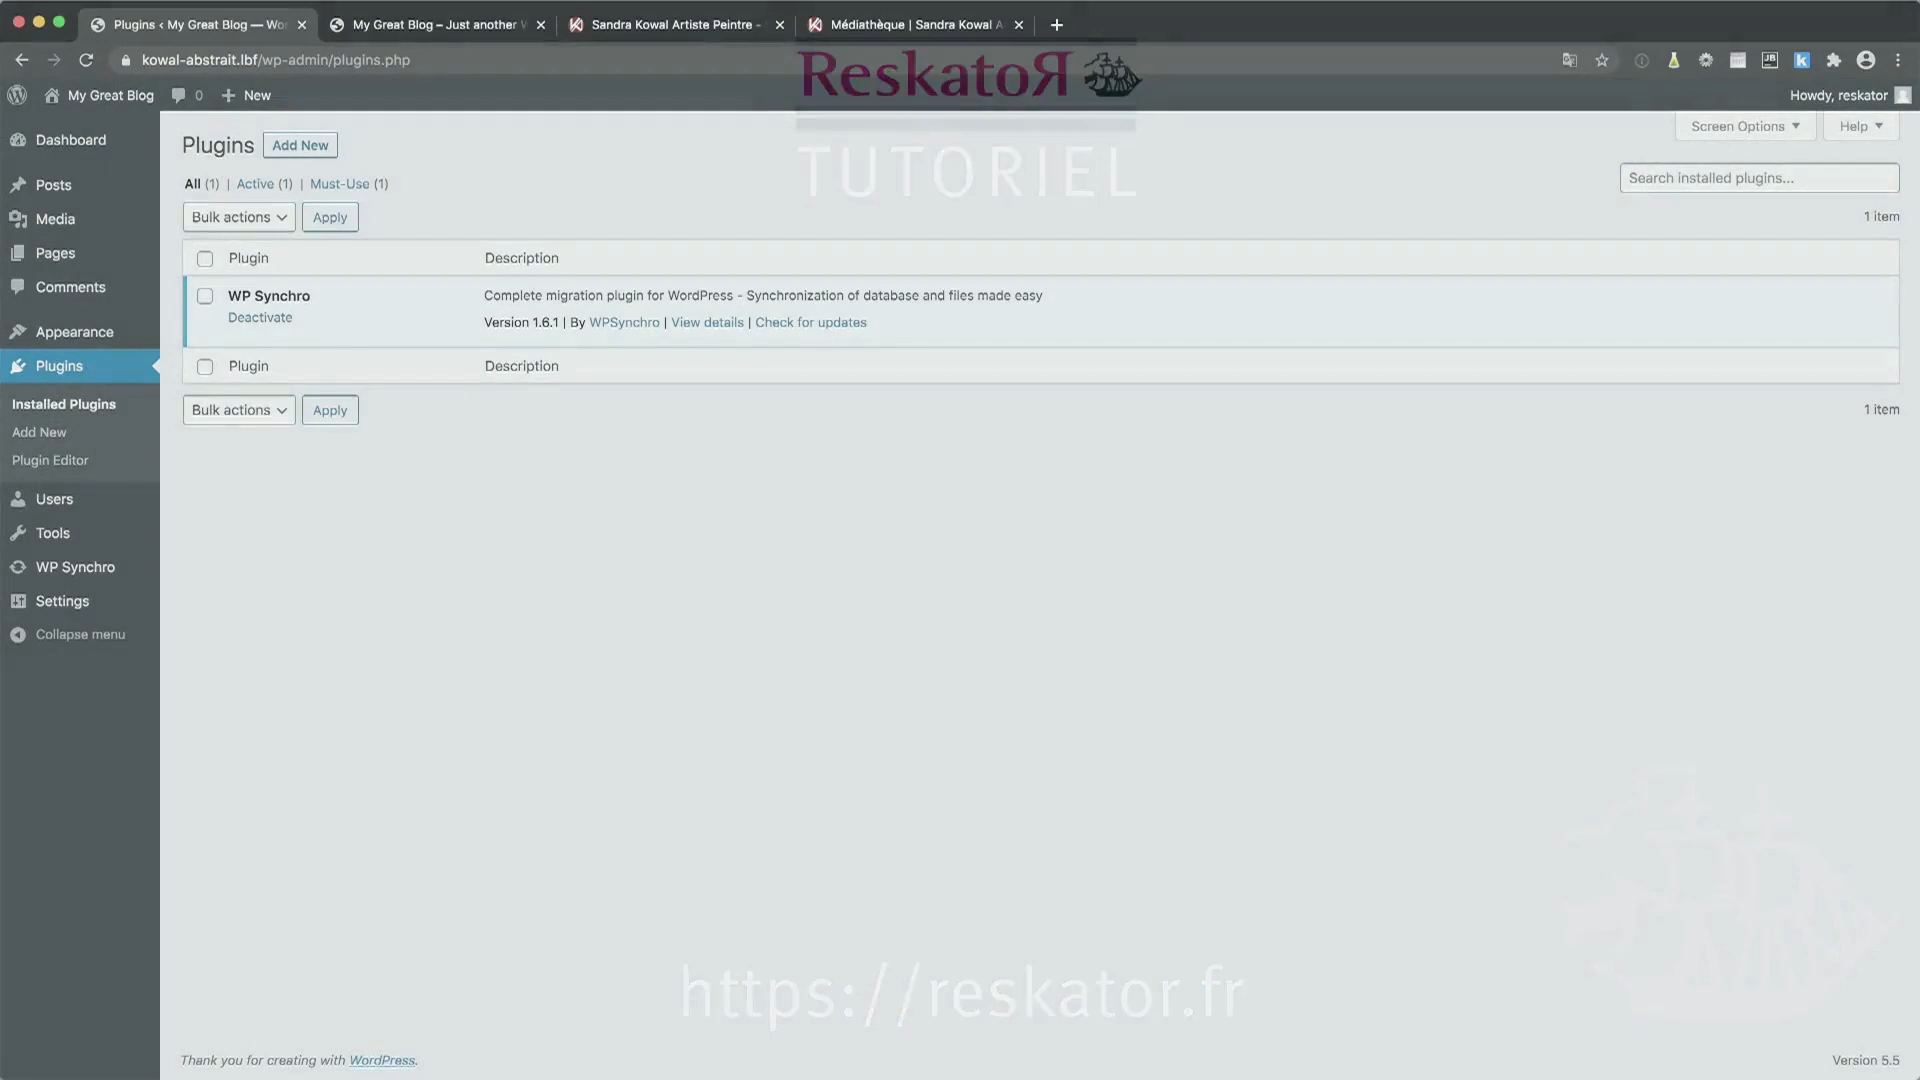 Plugins < My Great Blog — Wor
My Great Blog – Just another W
Sandra Kowal Artiste Peintre -
Médiathèque | Sandra Kowal A
kowal-abstrait.lbf/wp-admin/plugins.php
JB
k
ReskatoЯ
TUTORIEL
My Great Blog
0
New
Howdy, reskator
Dashboard
Posts
Media
Pages
Comments
Appearance
Plugins
Installed Plugins
Add New
Plugin Editor
Users
Tools
WP Synchro
Settings
Collapse menu
Plugins
Add New
Screen Options
Help
All (1) | Active (1) | Must-Use (1)
Search installed plugins...
Bulk actions
Apply
1 item
Plugin
Description
WP Synchro
Complete migration plugin for WordPress - Synchronization of database and files made easy
Deactivate
Version 1.6.1 | By WPSynchro | View details | Check for updates
Plugin
Description
Bulk actions
Apply
1 item
https://reskator.fr
Thank you for creating with WordPress.
Version 5.5